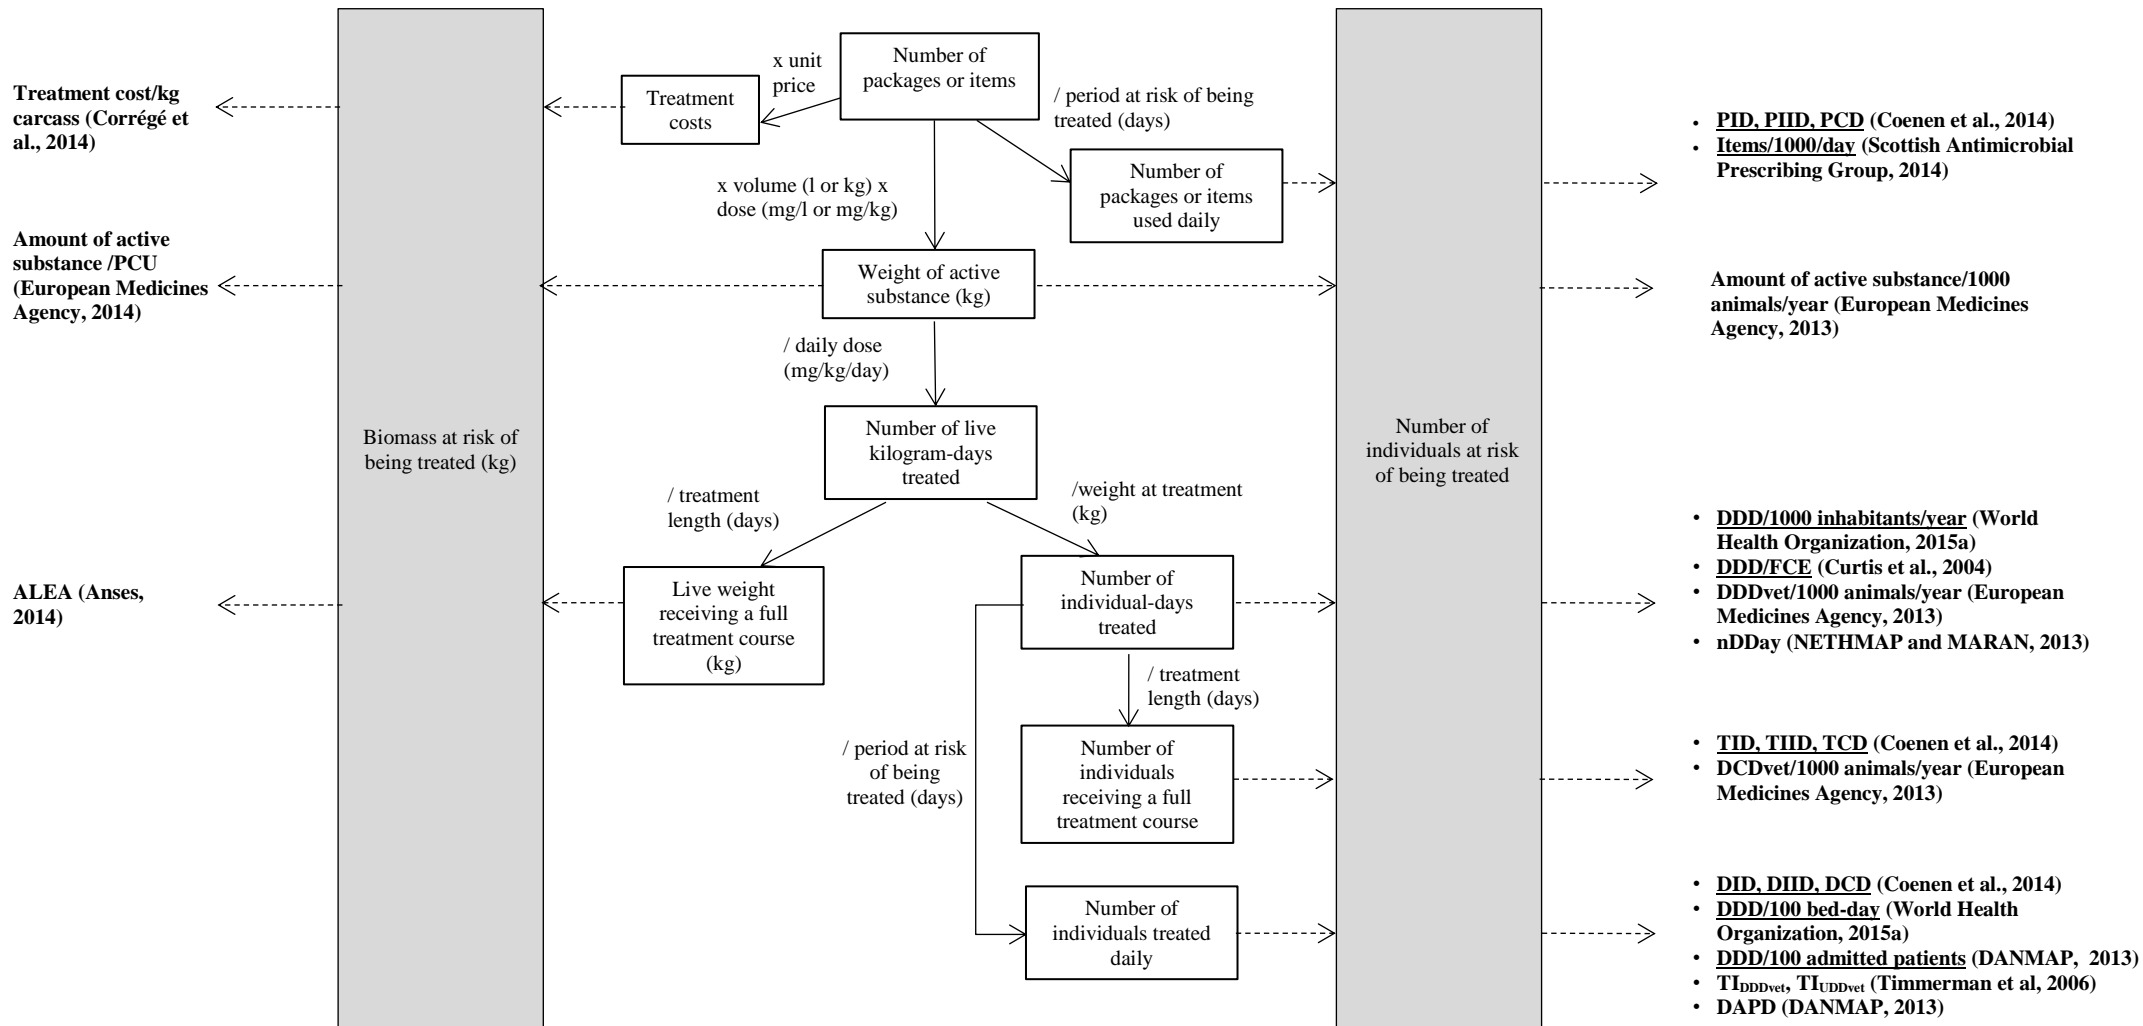 Number of
packages or items
x unit
price
Treatment
costs
/ period at risk of being
treated (days)
Treatment cost/kg
carcass (Corrégé et
al., 2014)
• PID, PIID, PCD (Coenen et al., 2014)
• Items/1000/day (Scottish Antimicrobial
Prescribing Group, 2014)
Number of
packages or items
used daily
x volume (l or kg) x
dose (mg/l or mg/kg)
Amount of active
substance /PCU
(European Medicines
Agency, 2014)
Weight of active
substance (kg)
Amount of active substance/1000
animals/year (European Medicines
Agency, 2013)
/ daily dose
(mg/kg/day)
Biomass at risk of
being treated (kg)
Number of live
kilogram-days
treated
Number of
individuals at risk
of being treated
/ treatment
length (days)
/weight at treatment
(kg)
ALEA (Anses,
2014)
Live weight
receiving a full
treatment course
(kg)
Number of
individual-days
treated
• DDD/1000 inhabitants/year (World
Health Organization, 2015a)
• DDD/FCE (Curtis et al., 2004)
• DDDvet/1000 animals/year (European
Medicines Agency, 2013)
• nDDay (NETHMAP and MARAN, 2013)
/ treatment
length (days)
/ period at risk
of being
treated (days)
Number of
individuals
receiving a full
treatment course
• TID, TIID, TCD (Coenen et al., 2014)
• DCDvet/1000 animals/year (European
Medicines Agency, 2013)
Number of
individuals treated
daily
• DID, DIID, DCD (Coenen et al., 2014)
• DDD/100 bed-day (World Health
Organization, 2015a)
• DDD/100 admitted patients (DANMAP, 2013)
• TIDDDvet, TIUDDvet (Timmerman et al, 2006)
• DAPD (DANMAP, 2013)